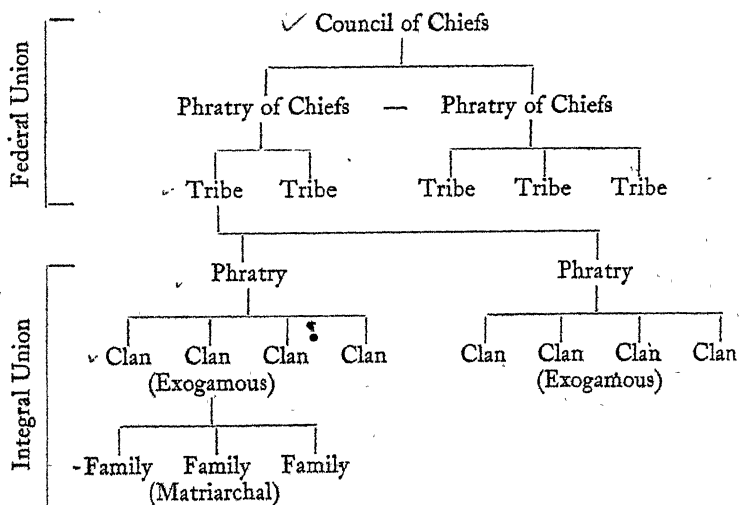 Council of Chiefs
Federal Union
Phratry of Chiefs — Phratry of Chiefs
Tribe Tribe Tribe Tribe Tribe
Phratry Phratry
Integral Union
Clan Clan Clan Clan Clan Clan Clan Clan
(Exogamous) (Exogamous)
Family Family Family
(Matriarchal)